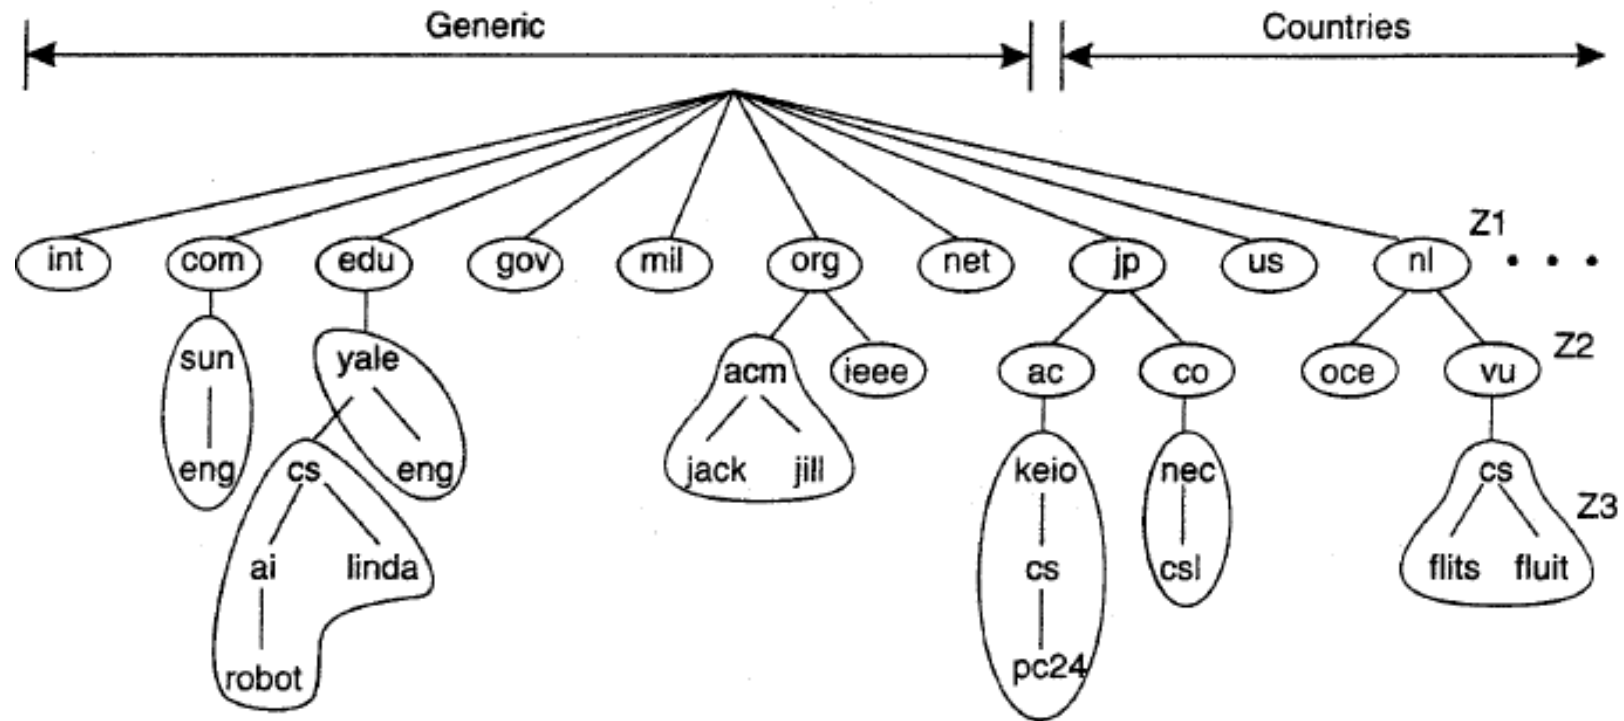 Generic Countries
int com edu gov mil org net jp us nl Z1
sun yale acm ieee ac co oce vu Z2
eng cs eng jack jill keio nec cs Z3
ai linda cs csl flits fluit
robot pc24